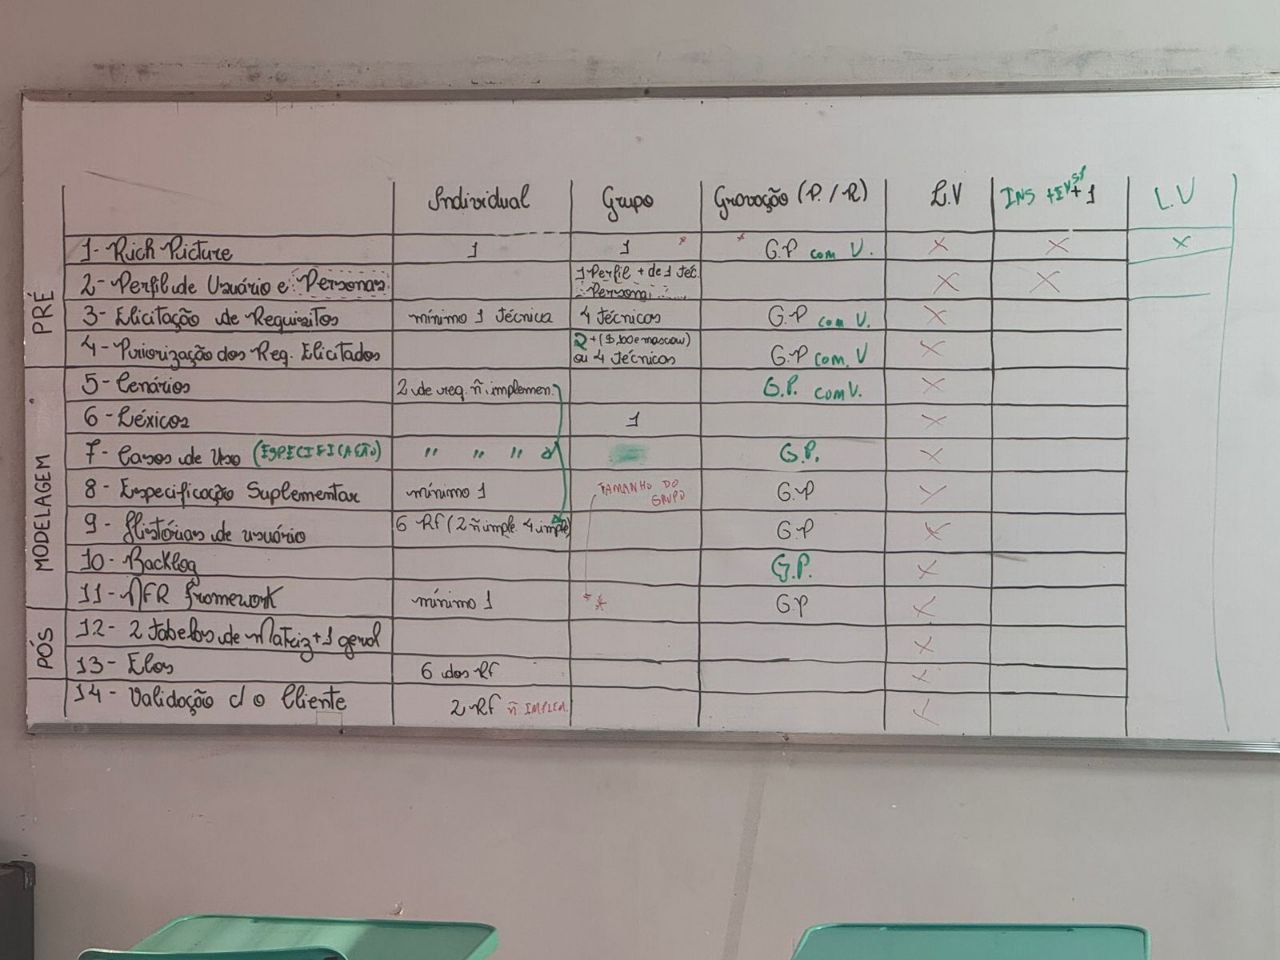 Individual Grupo Gravação (P. / R) L.V INS + 1 L.V
PRÉ
1- Rich Picture 1 1 * * G.P com V. X X X
2- Perfil de Usuário e Personas 1 Perfil + de 1 téc. X X
Persona
3- Elicitação de Requisitos mínimo 1 técnica 4 técnicas G.P com V. X
4- Priorização dos Req. Elicitados 2 + ($100 e moscow) G.P com V X
ou 4 técnicas
MODELAGEM
5- Cenários 2 de req. ñ. implemen. G.P. com V. X
6- Léxicos 1 X
7- Casos de Uso (ESPECIFICAÇÃO) " " " G.P. X
8- Especificação Suplementar mínimo 1 TAMANHO DO G.P X
GRUPO
9- Histórias de usuário 6 RF (2 ñ imple 4 imple) G.P X
10- Backlog G.P. X
11- NFR Framework mínimo 1 * * G.P X
PÓS
12- 2 tabelas de Matriz + 1 geral X
13- Elos 6 dos RF X
14- Validação c/ o Cliente 2 RF ñ IMPLEM. X